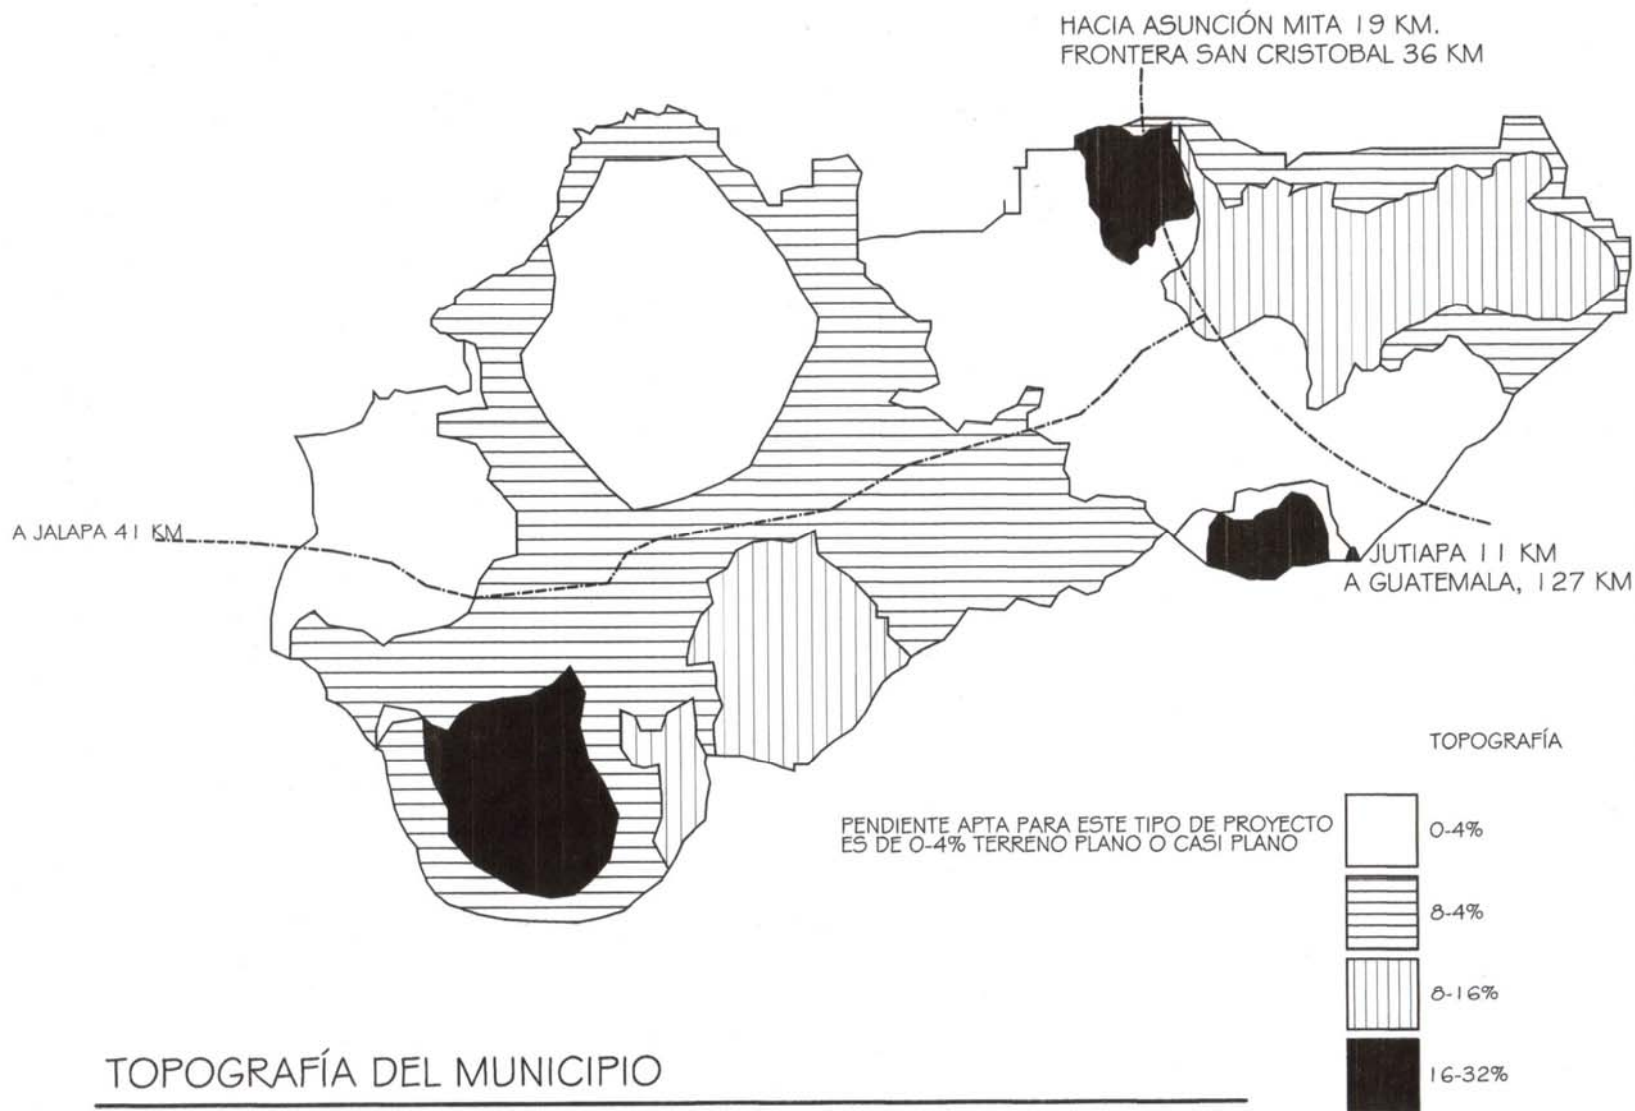 HACIA ASUNCIÓN MITA 19 KM.
FRONTERA SAN CRISTOBAL 36 KM
A JALAPA 41 KM
JUTIAPA 11 KM
A GUATEMALA, 127 KM
TOPOGRAFÍA
PENDIENTE APTA PARA ESTE TIPO DE PROYECTO
ES DE 0-4% TERRENO PLANO O CASI PLANO
0-4%
8-4%
8-16%
16-32%
TOPOGRAFÍA DEL MUNICIPIO